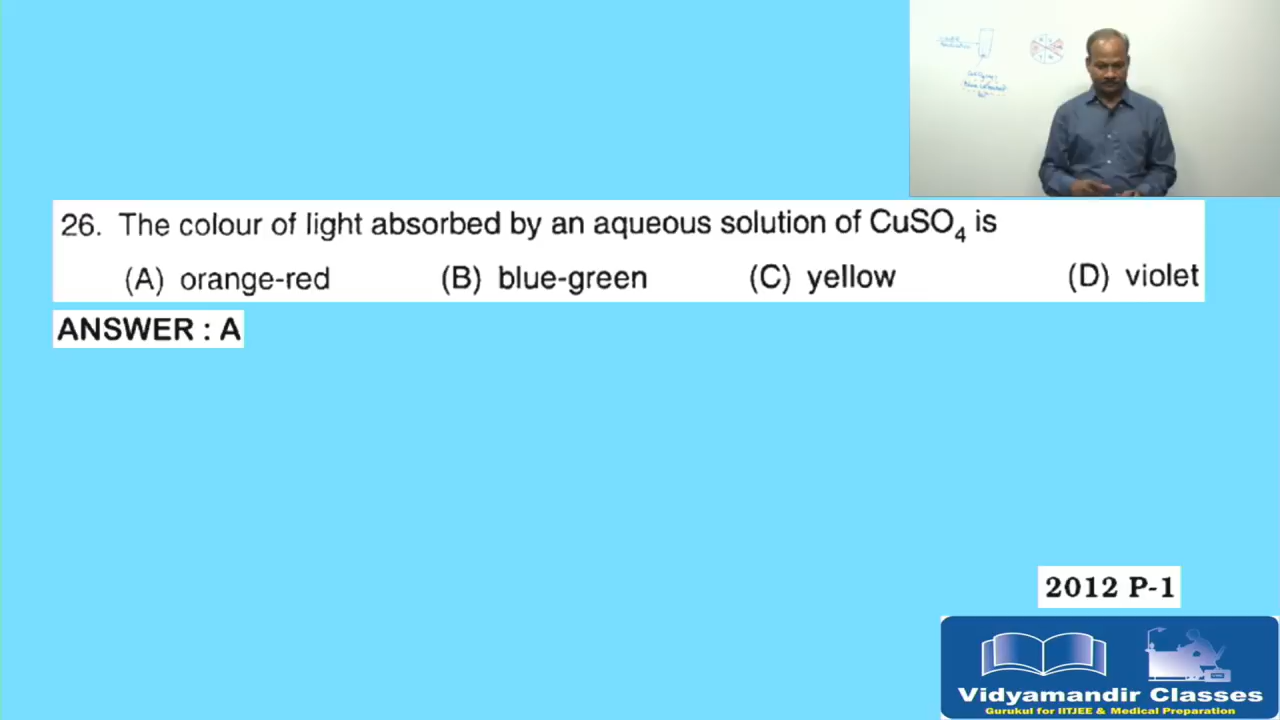 26. The colour of light absorbed by an aqueous solution of CuSO₄ is
(A) orange-red (B) blue-green (C) yellow (D) violet
ANSWER : A
2012 P-1
Vidyamandir Classes
Gurukul for IITJEE & Medical Preparation